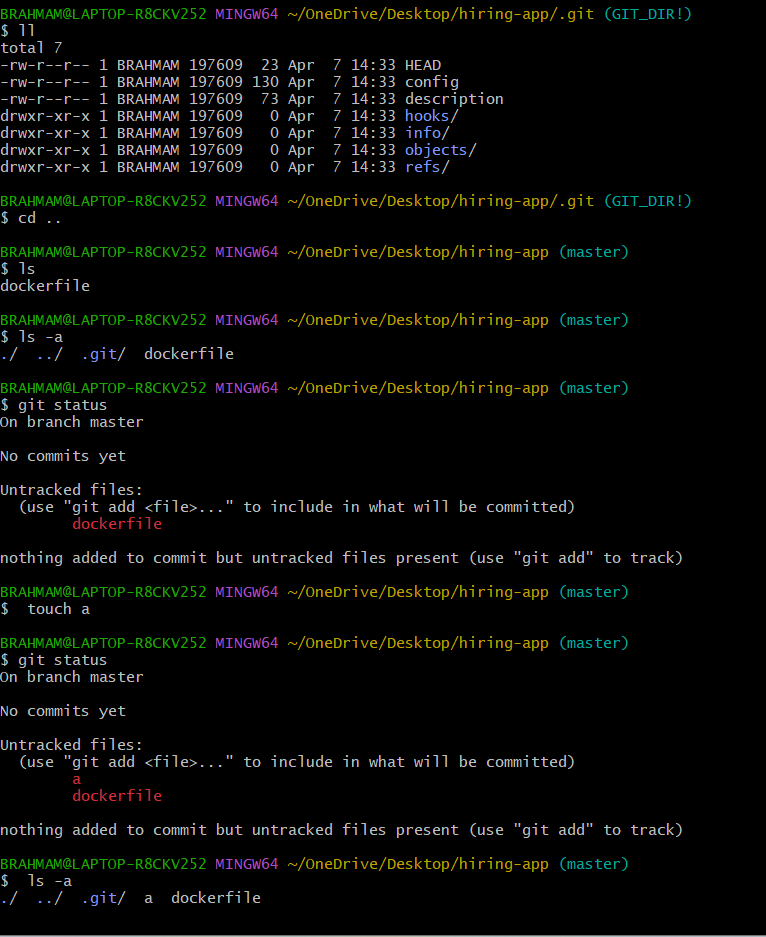 BRAHMAM@LAPTOP-R8CKV252 MINGW64 ~/OneDrive/Desktop/hiring-app/.git (GIT_DIR!)
$ ll
total 7
-rw-r--r-- 1 BRAHMAM 197609  23 Apr  7 14:33 HEAD
-rw-r--r-- 1 BRAHMAM 197609 130 Apr  7 14:33 config
-rw-r--r-- 1 BRAHMAM 197609  73 Apr  7 14:33 description
drwxr-xr-x 1 BRAHMAM 197609   0 Apr  7 14:33 hooks/
drwxr-xr-x 1 BRAHMAM 197609   0 Apr  7 14:33 info/
drwxr-xr-x 1 BRAHMAM 197609   0 Apr  7 14:33 objects/
drwxr-xr-x 1 BRAHMAM 197609   0 Apr  7 14:33 refs/
BRAHMAM@LAPTOP-R8CKV252 MINGW64 ~/OneDrive/Desktop/hiring-app/.git (GIT_DIR!)
$ cd ..
BRAHMAM@LAPTOP-R8CKV252 MINGW64 ~/OneDrive/Desktop/hiring-app (master)
$ ls
dockerfile
BRAHMAM@LAPTOP-R8CKV252 MINGW64 ~/OneDrive/Desktop/hiring-app (master)
$ ls -a
./  ../  .git/  dockerfile
BRAHMAM@LAPTOP-R8CKV252 MINGW64 ~/OneDrive/Desktop/hiring-app (master)
$ git status
On branch master
No commits yet
Untracked files:
  (use "git add <file>..." to include in what will be committed)
        dockerfile
nothing added to commit but untracked files present (use "git add" to track)
BRAHMAM@LAPTOP-R8CKV252 MINGW64 ~/OneDrive/Desktop/hiring-app (master)
$  touch a
BRAHMAM@LAPTOP-R8CKV252 MINGW64 ~/OneDrive/Desktop/hiring-app (master)
$ git status
On branch master
No commits yet
Untracked files:
  (use "git add <file>..." to include in what will be committed)
        a
        dockerfile
nothing added to commit but untracked files present (use "git add" to track)
BRAHMAM@LAPTOP-R8CKV252 MINGW64 ~/OneDrive/Desktop/hiring-app (master)
$  ls -a
./  ../  .git/  a  dockerfile